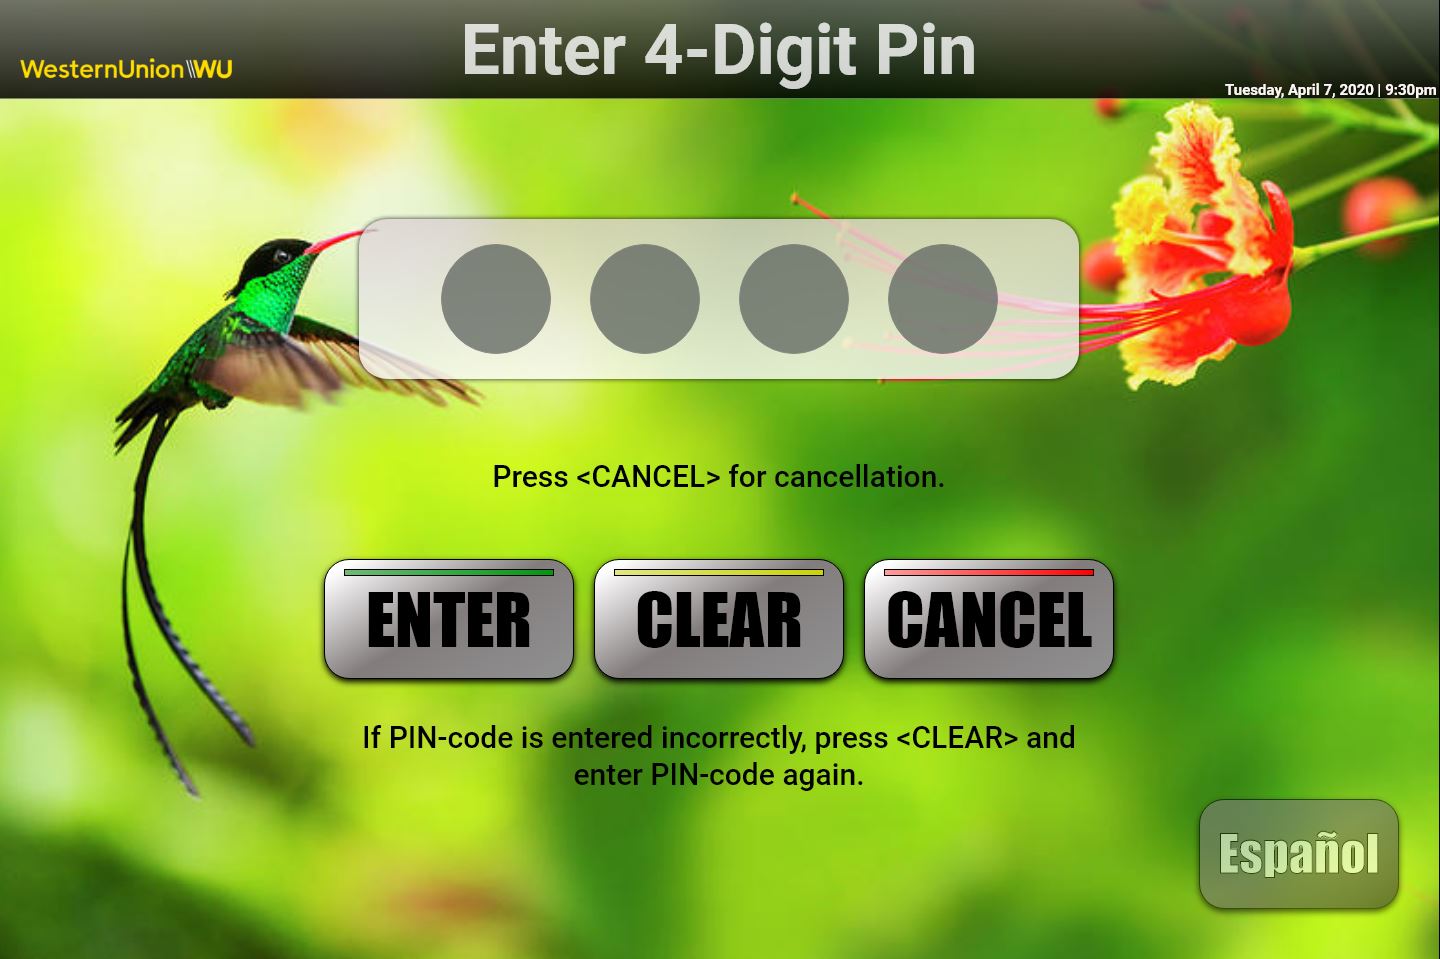 Enter 4-Digit Pin
WesternUnion\\WU
Tuesday, April 7, 2020 | 9:30pm
Press <CANCEL> for cancellation.
ENTER CLEAR CANCEL
If PIN-code is entered incorrectly, press <CLEAR> and
enter PIN-code again.
Español